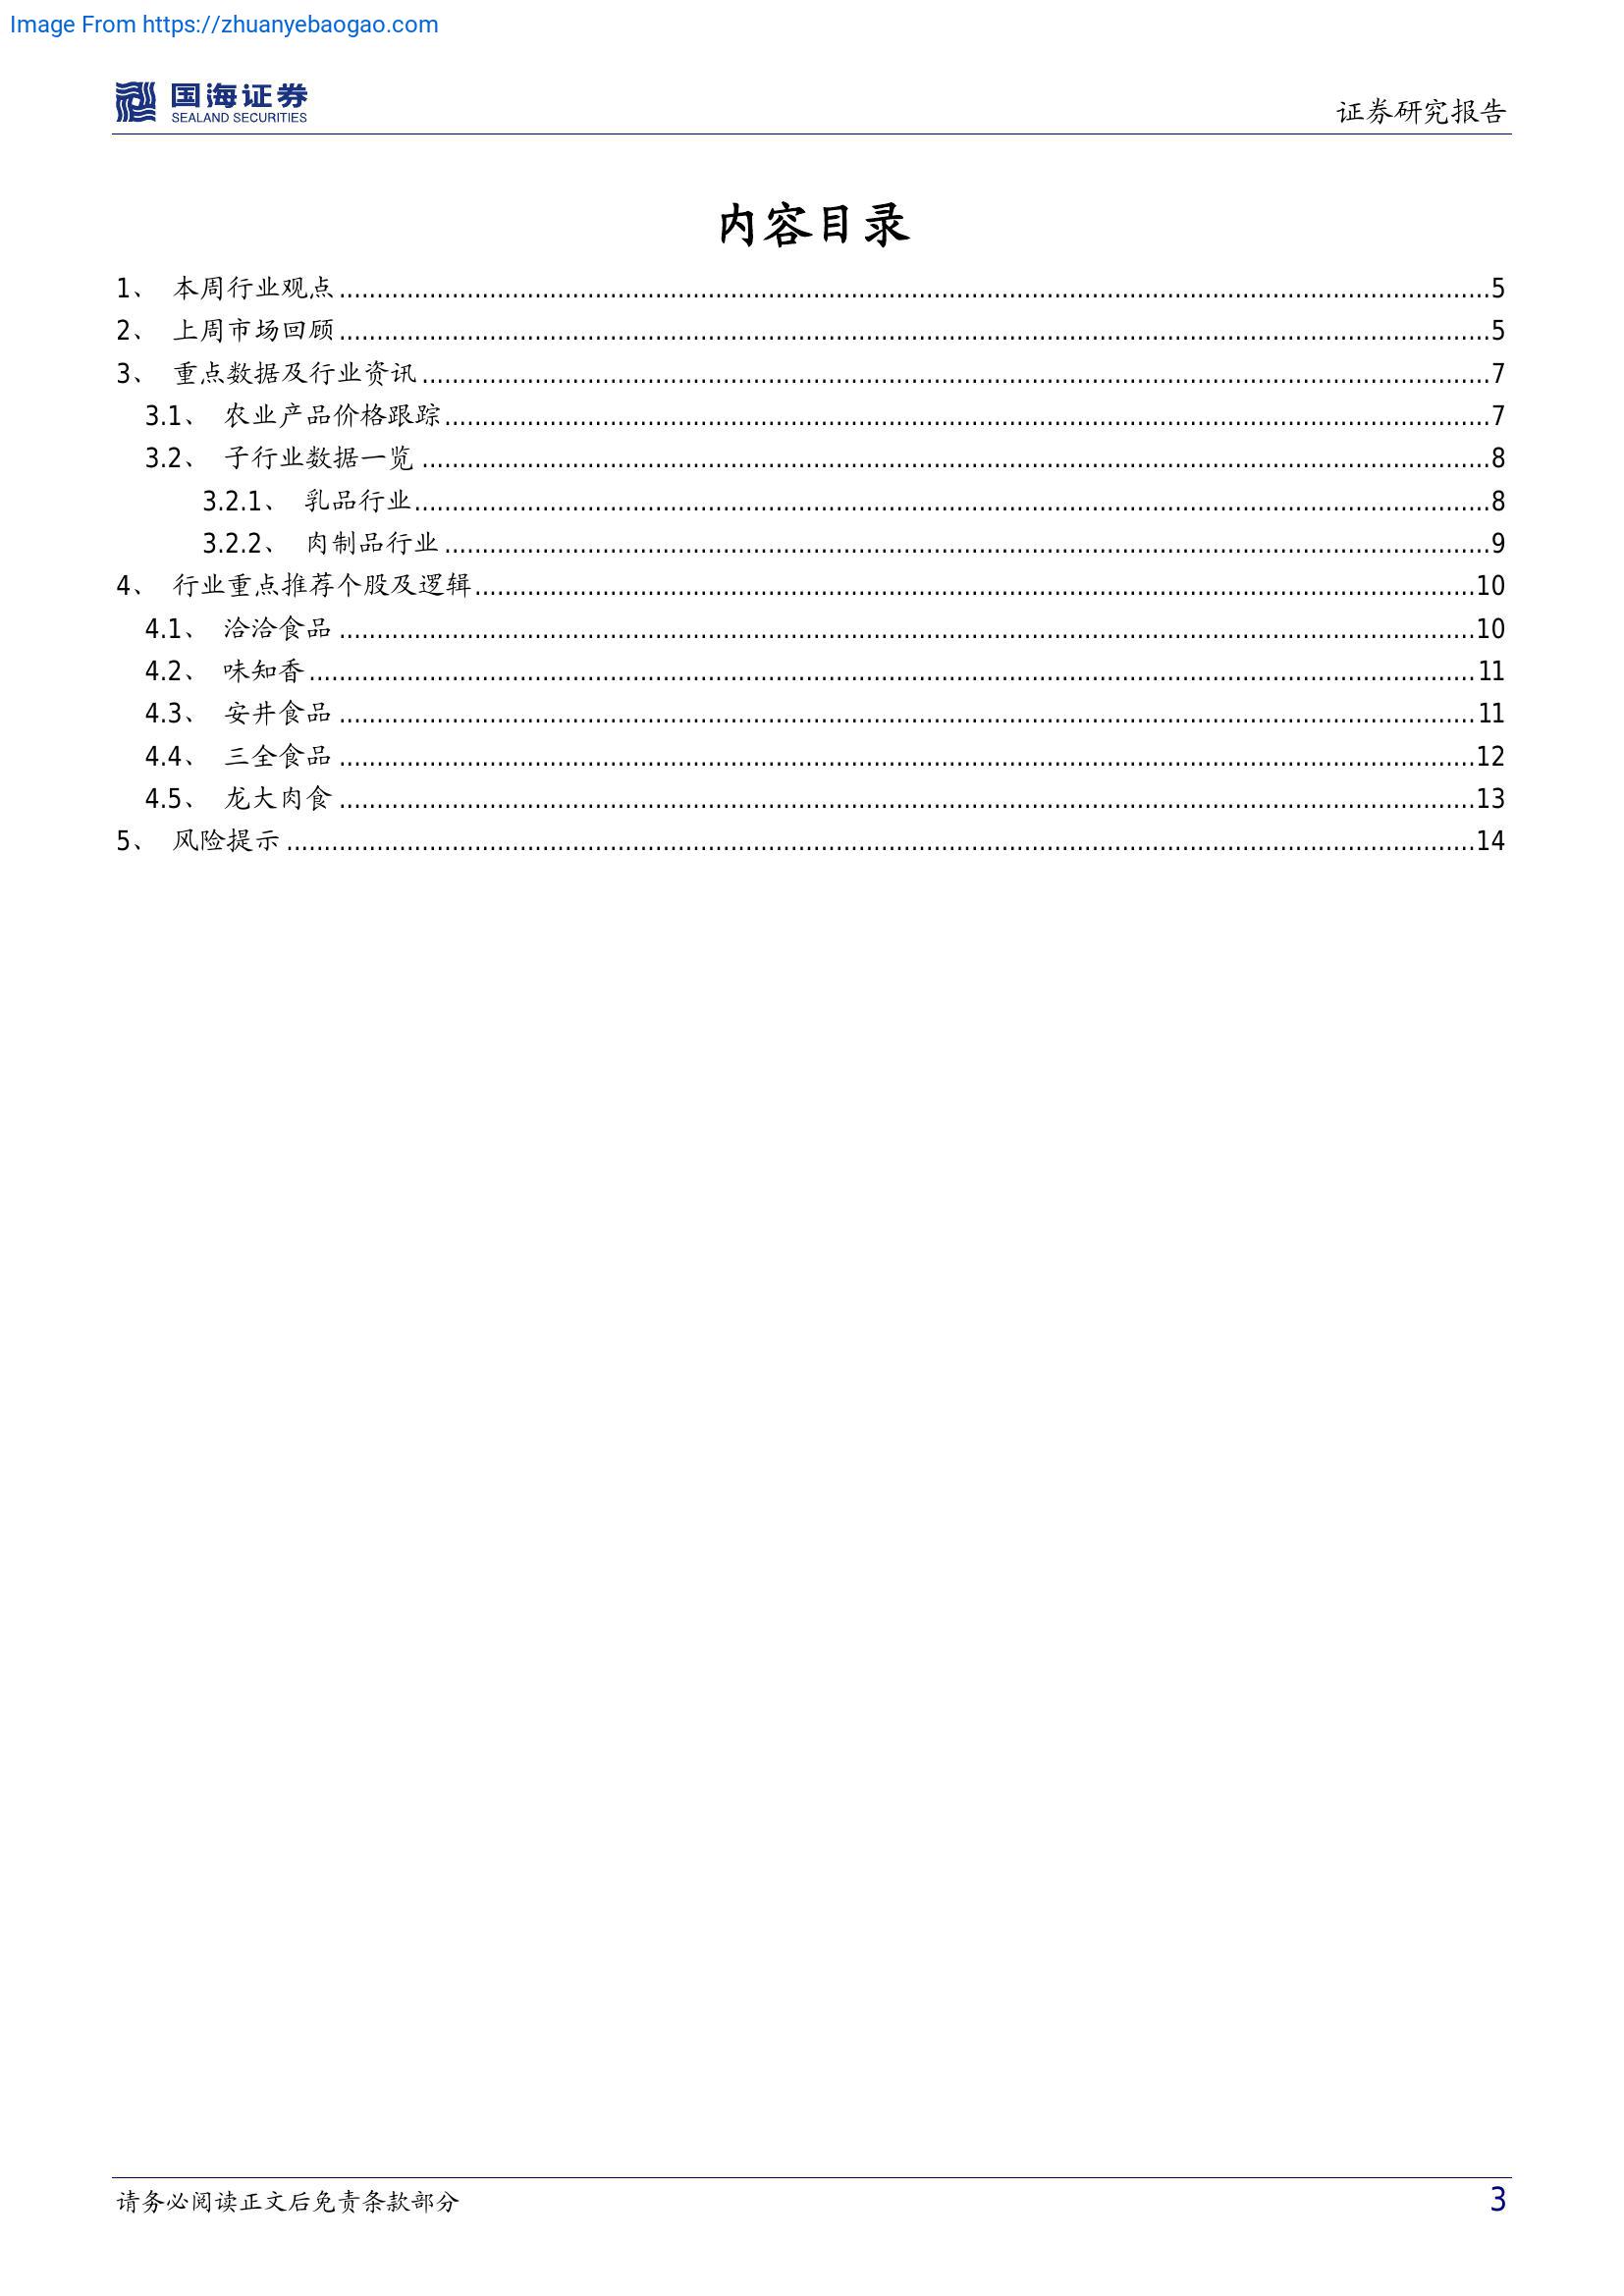 Image From https://zhuanyebaogao.com
国海证券
SEALAND SECURITIES
证券研究报告
内容目录
1、 本周行业观点 5
2、 上周市场回顾 5
3、 重点数据及行业资讯 7
3.1、 农业产品价格跟踪 7
3.2、 子行业数据一览 8
3.2.1、 乳品行业 8
3.2.2、 肉制品行业 9
4、 行业重点推荐个股及逻辑 10
4.1、 洽洽食品 10
4.2、 味知香 11
4.3、 安井食品 11
4.4、 三全食品 12
4.5、 龙大肉食 13
5、 风险提示 14
请务必阅读正文后免责条款部分
3